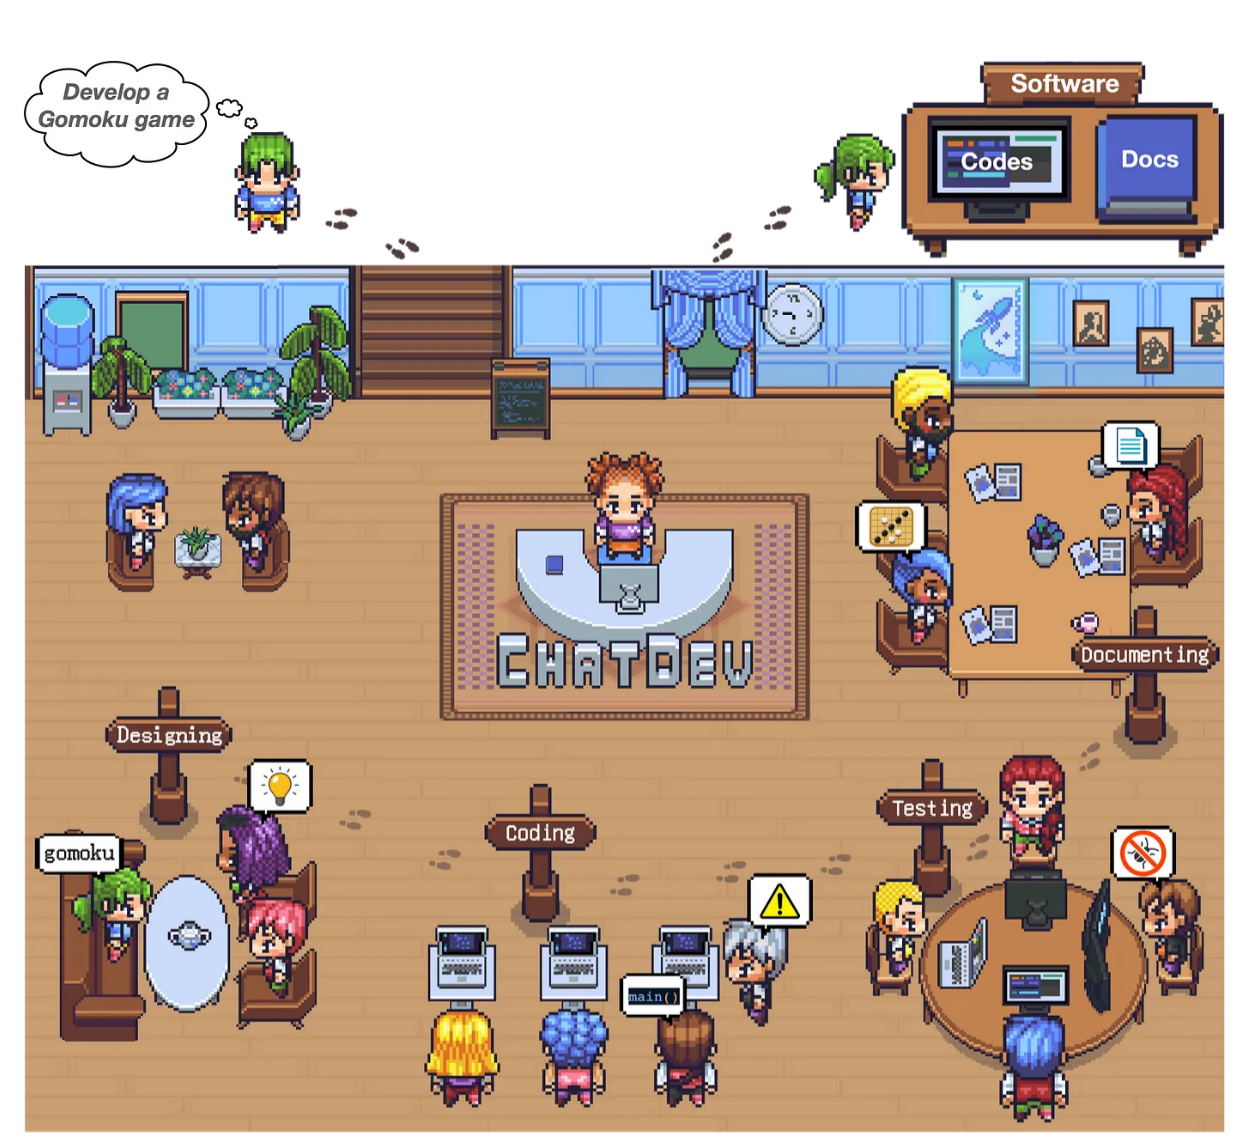 Develop a
Gomoku game
Software
Codes
Docs
CHATDEV
Documenting
Designing
Testing
Coding
gomoku
main()